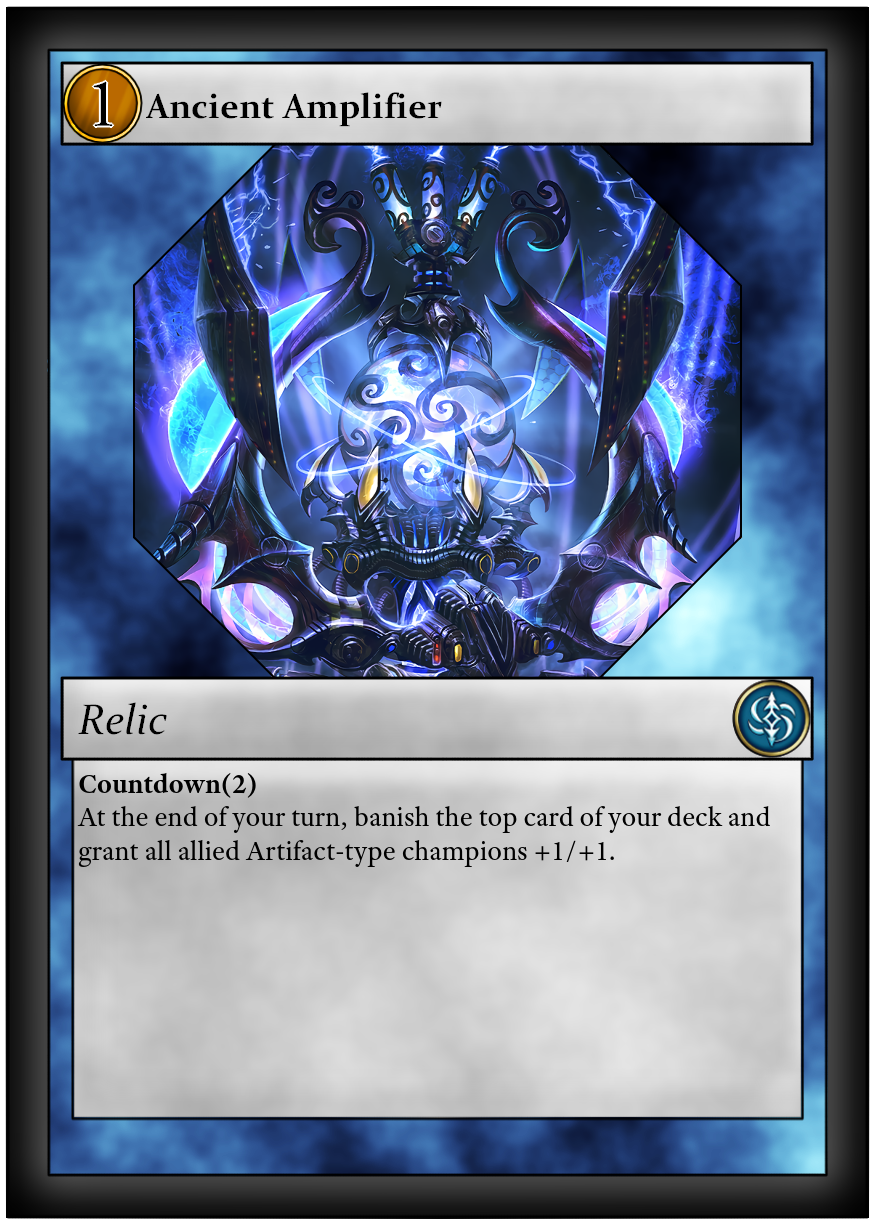 1
Ancient Amplifier
Relic
Countdown(2)
At the end of your turn, banish the top card of your deck and
grant all allied Artifact-type champions +1/+1.